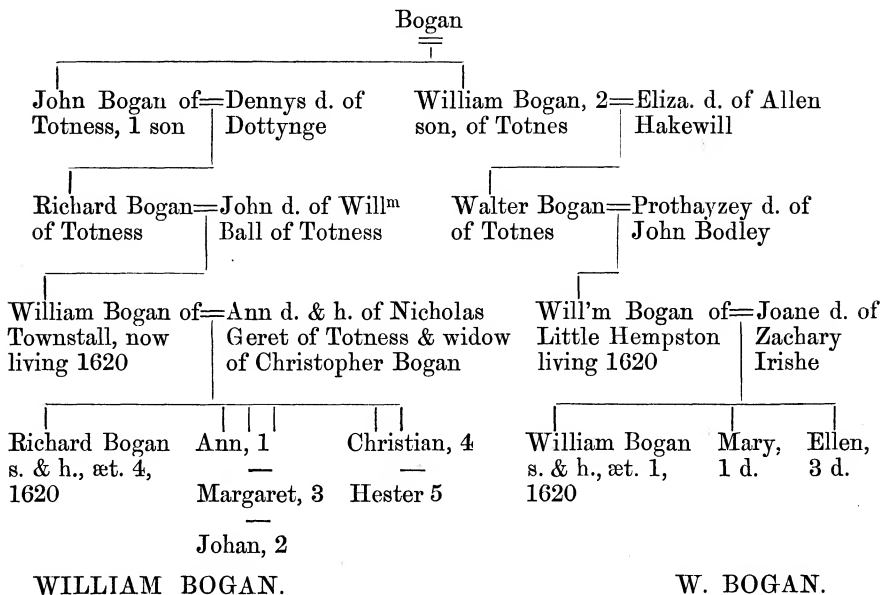 Bogan
John Bogan of=Dennys d. of
Totness, 1 son Dottynge
William Bogan, 2=Eliza. d. of Allen
son, of Totnes Hakewill
Richard Bogan=John d. of Willᵐ
of Totness Ball of Totness
Walter Bogan=Prothayzey d. of
of Totnes John Bodley
William Bogan of=Ann d. & h. of Nicholas
Townstall, now Geret of Totness & widow
living 1620 of Christopher Bogan
Will'm Bogan of=Joane d. of
Little Hempston Zachary
living 1620 Irishe
Richard Bogan
s. & h., æt. 4,
1620
Ann, 1
—
Margaret, 3
—
Johan, 2
Christian, 4
—
Hester 5
William Bogan
s. & h., æt. 1,
1620
Mary,
1 d.
Ellen,
3 d.
WILLIAM BOGAN.
W. BOGAN.